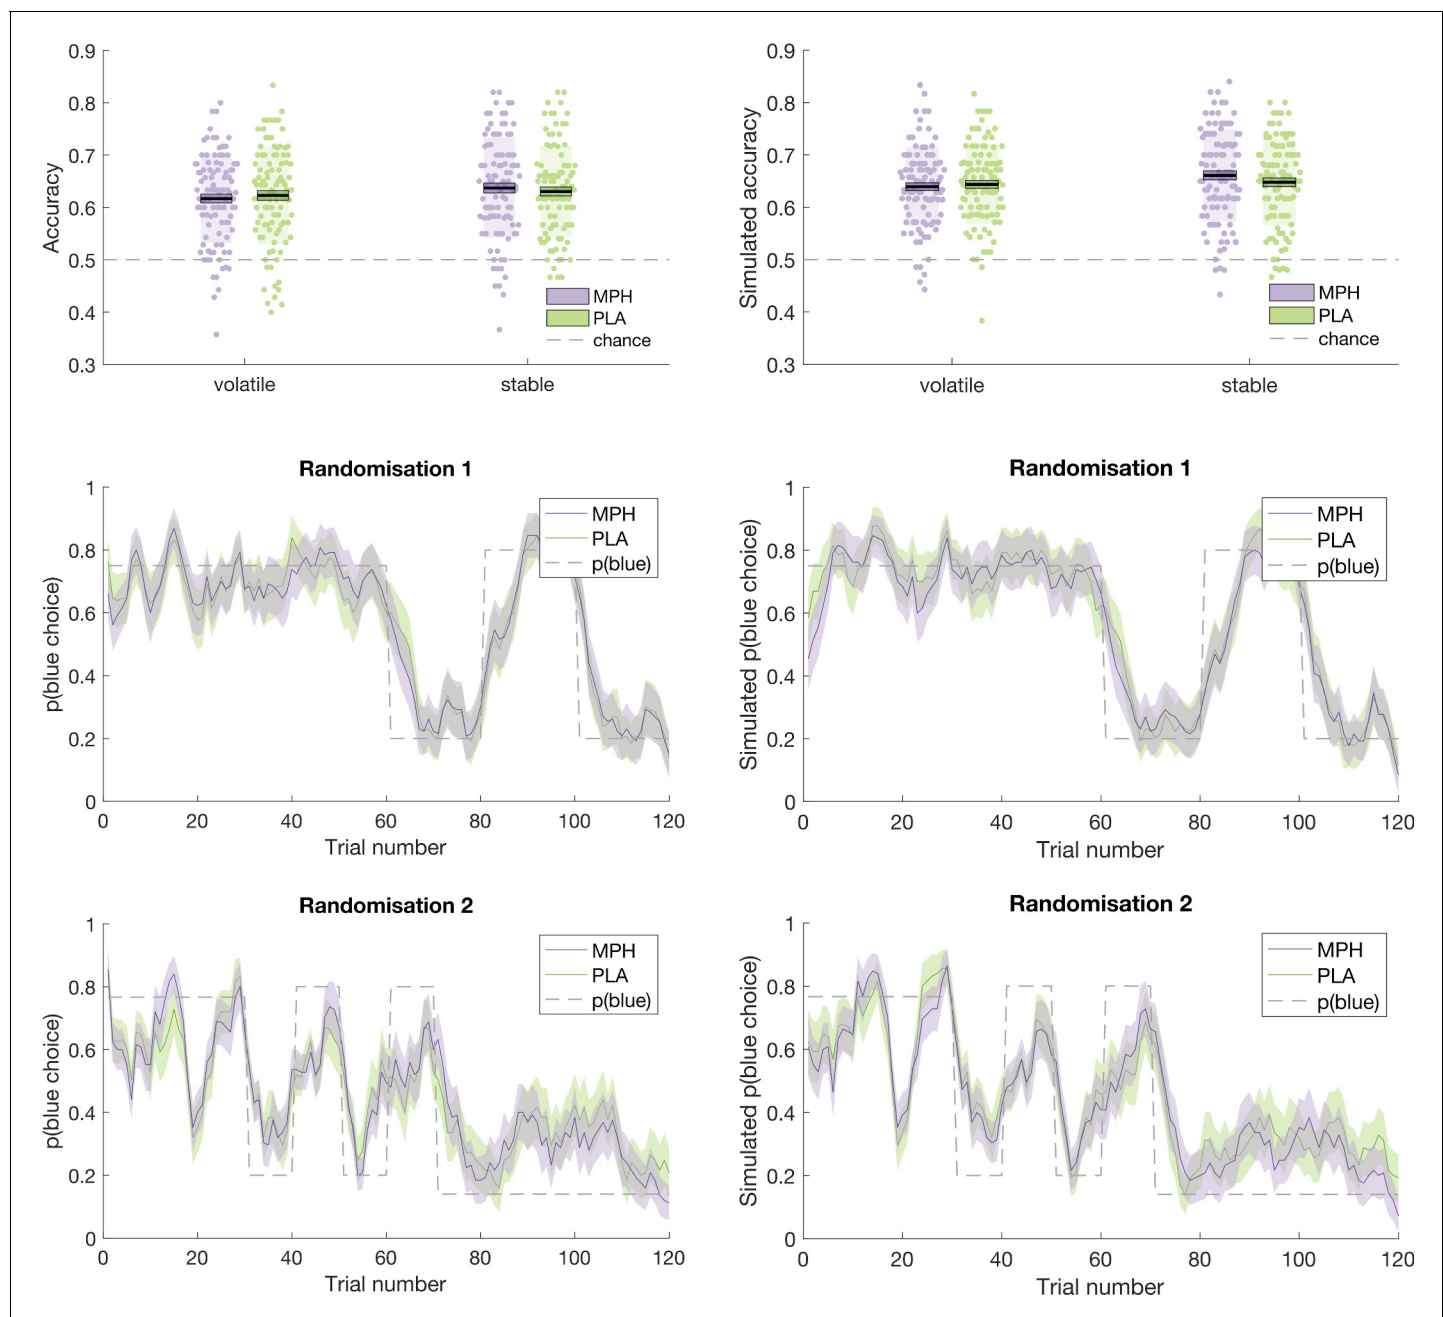 0.9
0.8
0.7
0.6
0.5
0.4
0.3
Accuracy
volatile
stable
MPH
PLA
chance
0.9
0.8
0.7
0.6
0.5
0.4
0.3
Simulated accuracy
volatile
stable
MPH
PLA
chance
Randomisation 1
1
0.8
0.6
0.4
0.2
0
p(blue choice)
0 20 40 60 80 100 120
Trial number
MPH
PLA
p(blue)
Randomisation 1
1
0.8
0.6
0.4
0.2
0
Simulated p(blue choice)
0 20 40 60 80 100 120
Trial number
MPH
PLA
p(blue)
Randomisation 2
1
0.8
0.6
0.4
0.2
0
p(blue choice)
0 20 40 60 80 100 120
Trial number
MPH
PLA
p(blue)
Randomisation 2
1
0.8
0.6
0.4
0.2
0
Simulated p(blue choice)
0 20 40 60 80 100 120
Trial number
MPH
PLA
p(blue)